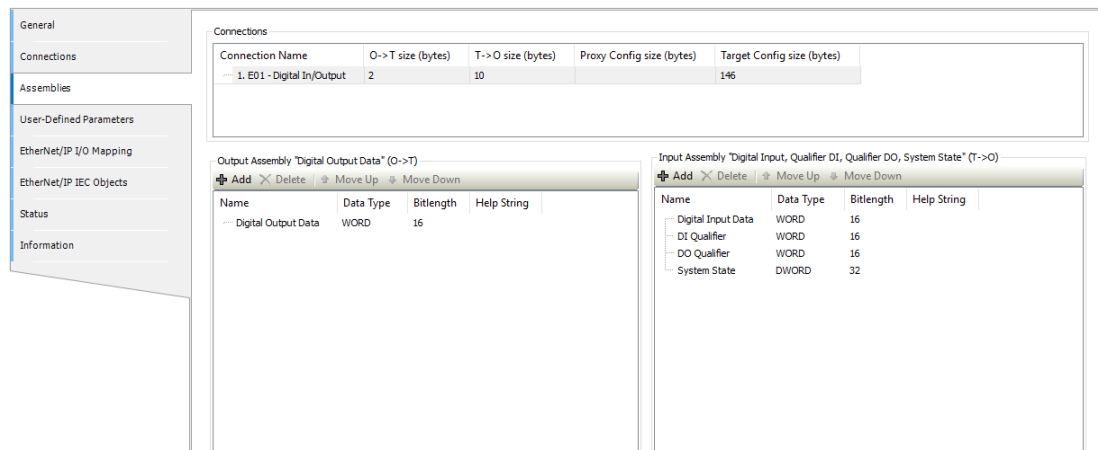 General
Connections
Assemblies
User-Defined Parameters
EtherNet/IP I/O Mapping
EtherNet/IP IEC Objects
Status
Information
Connections
Connection Name O->T size (bytes) T->O size (bytes) Proxy Config size (bytes) Target Config size (bytes)
1. E01 - Digital In/Output 2 10 146
Output Assembly "Digital Output Data" (O->T)
Add Delete Move Up Move Down
Name Data Type Bitlength Help String
Digital Output Data WORD 16
Input Assembly "Digital Input, Qualifier DI, Qualifier DO, System State" (T->O)
Add Delete Move Up Move Down
Name Data Type Bitlength Help String
Digital Input Data WORD 16
DI Qualifier WORD 16
DO Qualifier WORD 16
System State DWORD 32